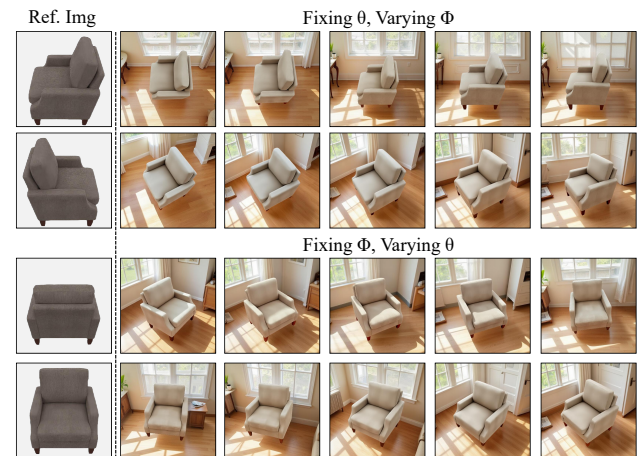 Ref. Img
Fixing θ, Varying Φ
Fixing Φ, Varying θ